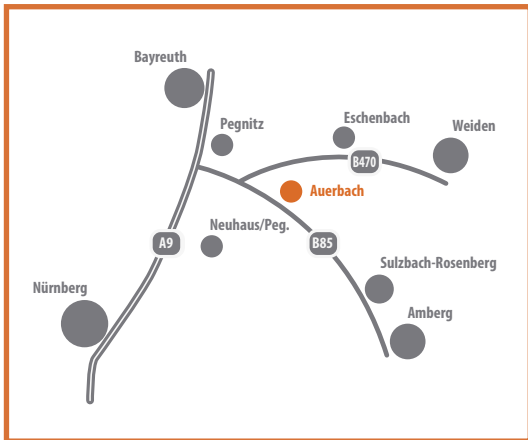 Bayreuth
Pegnitz
Eschenbach
Weiden
B470
Auerbach
Neuhaus/Peg.
A9
B85
Sulzbach-Rosenberg
Nürnberg
Amberg